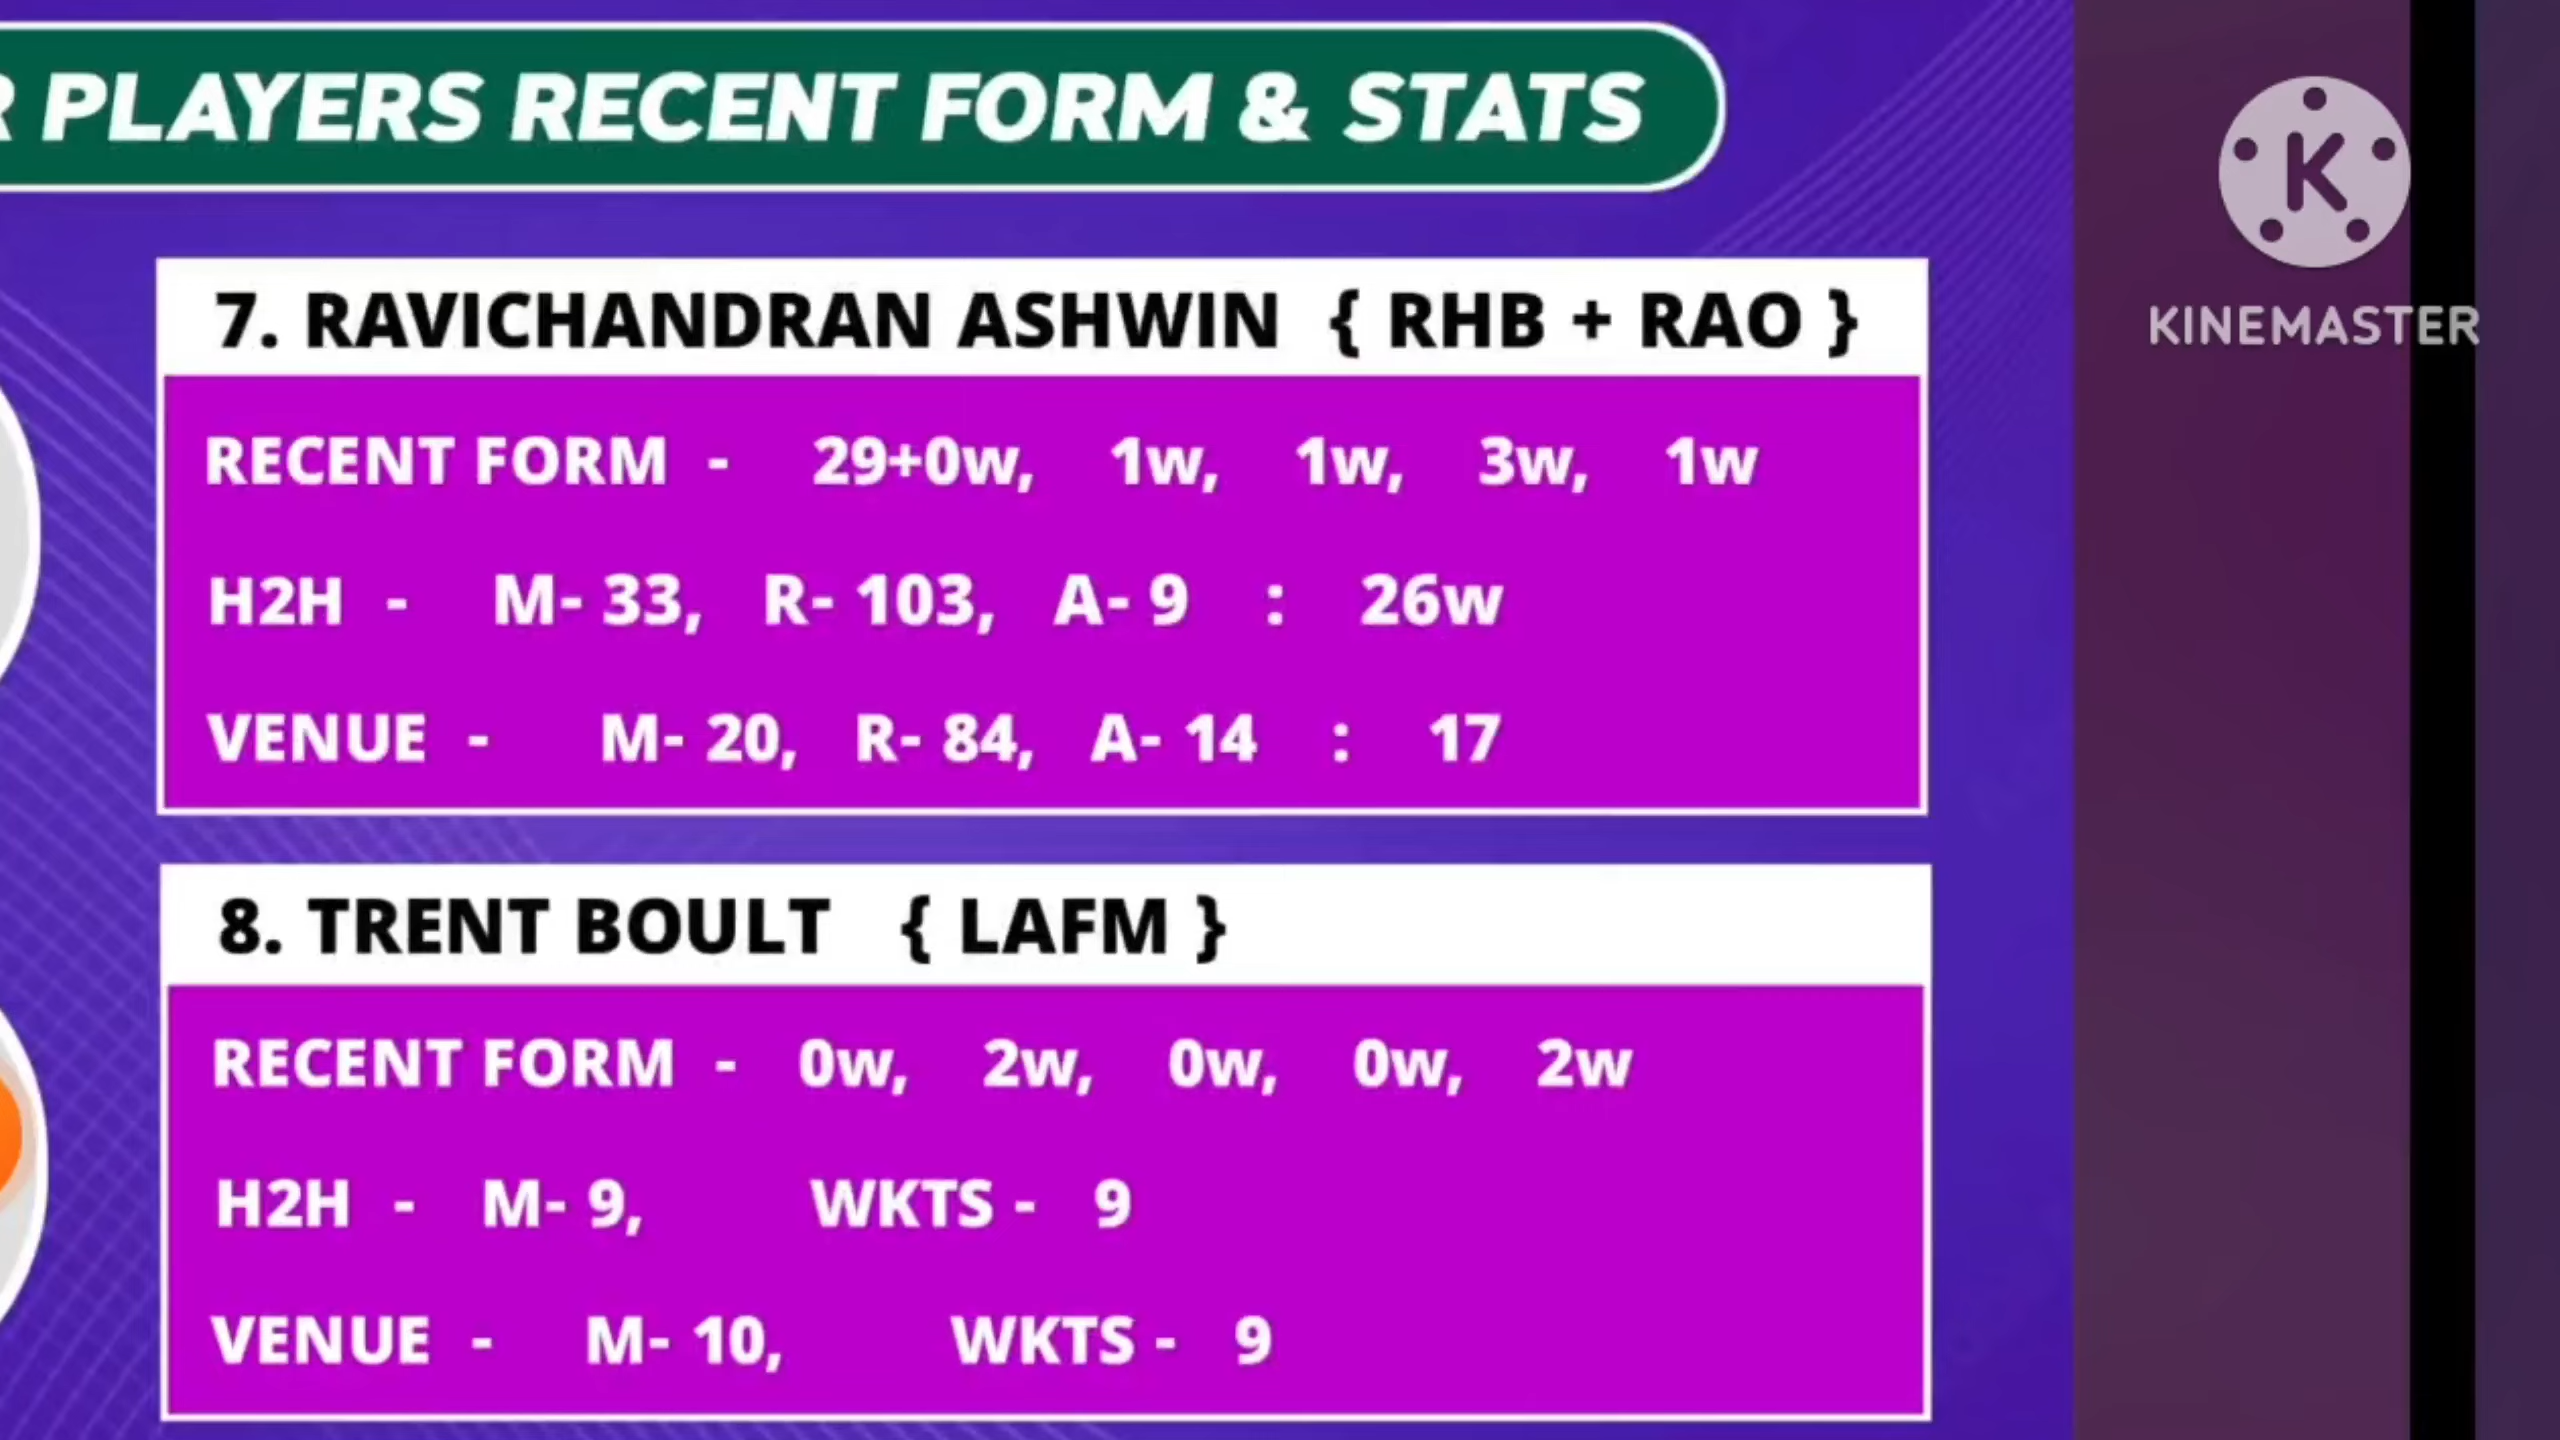 R PLAYERS RECENT FORM & STATS
K
KINEMASTER
7. RAVICHANDRAN ASHWIN { RHB + RAO }
RECENT FORM - 29+0w, 1w, 1w, 3w, 1w
H2H - M- 33, R- 103, A- 9 : 26w
VENUE - M- 20, R- 84, A- 14 : 17
8. TRENT BOULT { LAFM }
RECENT FORM - 0w, 2w, 0w, 0w, 2w
H2H - M- 9, WKTS - 9
VENUE - M- 10, WKTS - 9